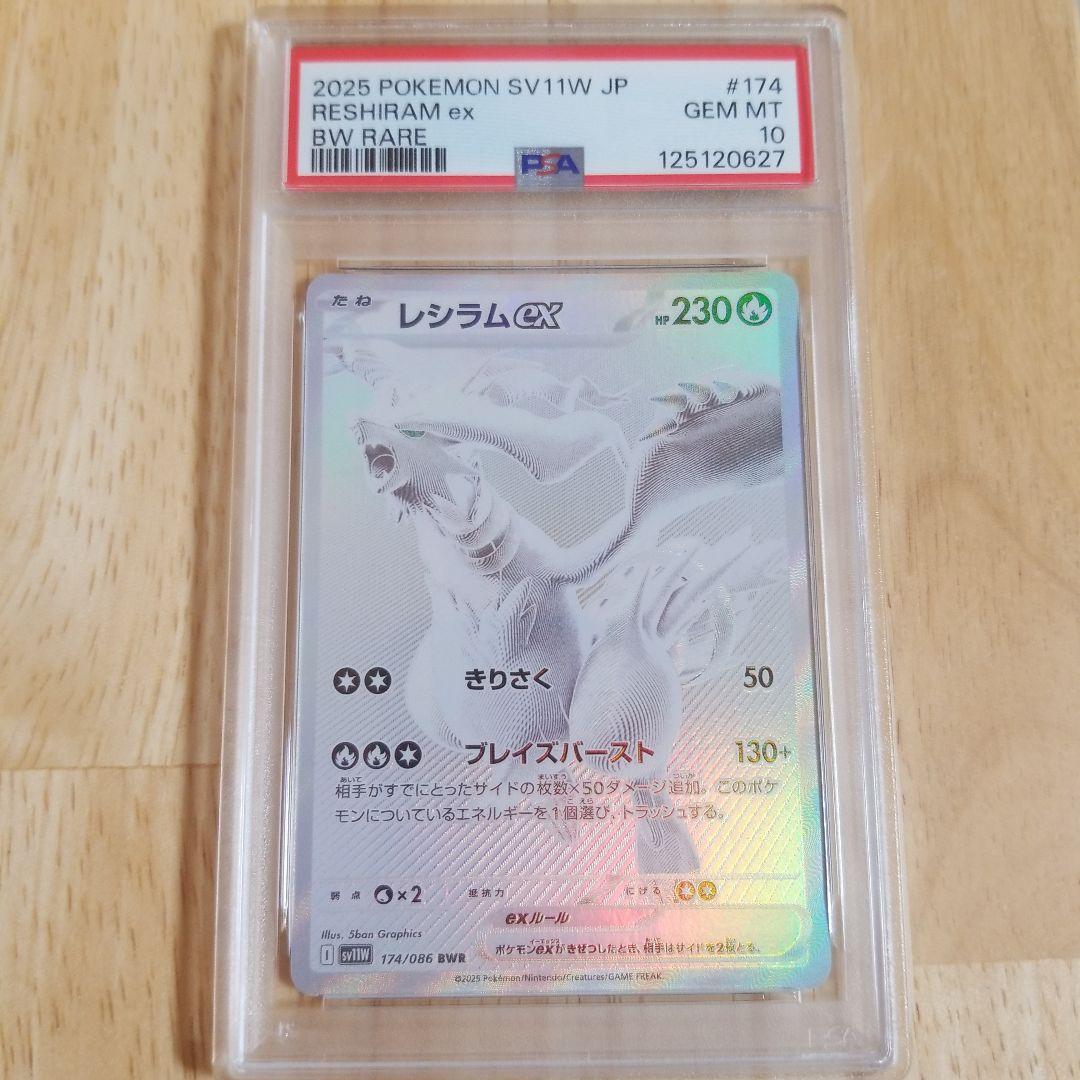 2025 POKEMON SV11W JP #174
RESHIRAM ex GEM MT
BW RARE 10
PSA 125120627
たね レシラムex HP230
きりさく 50
ブレイズバースト 130+
相手がすでにとったサイドの枚数×50ダメージ追加。このポケ
モンについているエネルギーを1個選び、トラッシュする。
弱点 ×2 抵抗力 にげる
exルール
Illus. 5ban Graphics
ポケモンexがきぜつしたとき、相手はサイドを2枚とる。
I sv11W 174/086 BWR
©2025 Pokémon/Nintendo/Creatures/GAME FREAK.